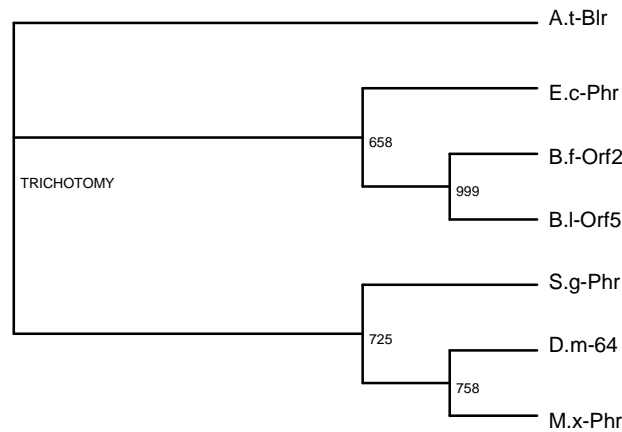 A.t-Blr
E.c-Phr
658
B.f-Orf2
TRICHOTOMY
999
B.l-Orf5
S.g-Phr
725
D.m-64
758
M.x-Phr